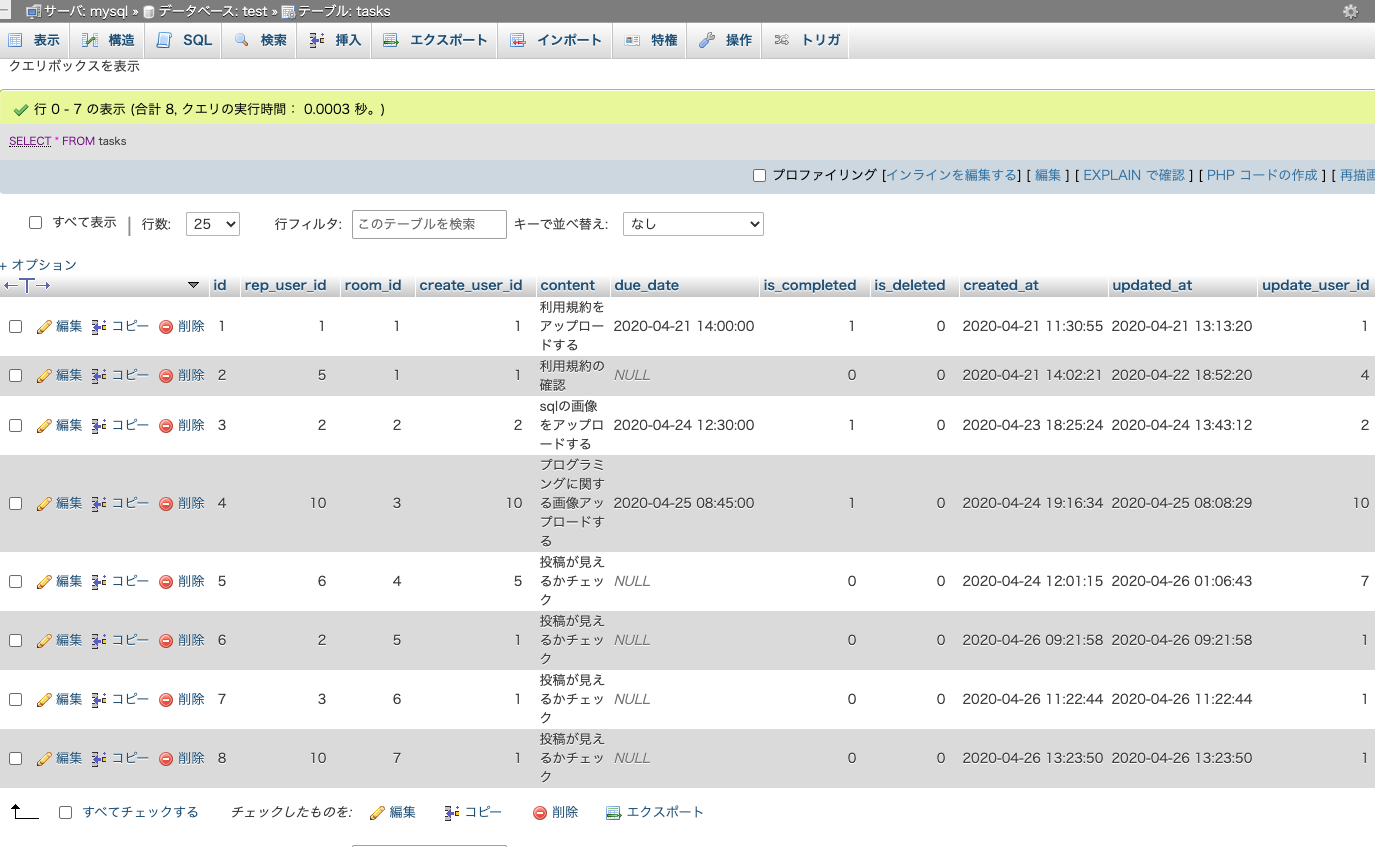 サーバ: mysql » データベース: test » テーブル: tasks
表示 構造 SQL 検索 挿入 エクスポート インポート 特権 操作 トリガ
クエリボックスを表示
行 0 - 7 の表示 (合計 8, クエリの実行時間： 0.0003 秒。)
SELECT * FROM tasks
プロファイリング [インラインを編集する] [ 編集 ] [ EXPLAIN で確認 ] [ PHP コードの作成 ] [ 再描画
すべて表示 | 行数: 25 行フィルタ: このテーブルを検索 キーで並べ替え: なし
+ オプション
←T→ id rep_user_id room_id create_user_id content due_date is_completed is_deleted created_at updated_at update_user_id
編集 コピー 削除 1 1 1 1 利用規約を
アップロー
ドする 2020-04-21 14:00:00 1 0 2020-04-21 11:30:55 2020-04-21 13:13:20 1
編集 コピー 削除 2 5 1 1 利用規約の
確認 NULL 0 0 2020-04-21 14:02:21 2020-04-22 18:52:20 4
編集 コピー 削除 3 2 2 2 sqlの画像
をアップロ
ードする 2020-04-24 12:30:00 1 0 2020-04-23 18:25:24 2020-04-24 13:43:12 2
編集 コピー 削除 4 10 3 10 プログラミ
ングに関す
る画像アッ
プロードす
る 2020-04-25 08:45:00 1 0 2020-04-24 19:16:34 2020-04-25 08:08:29 10
編集 コピー 削除 5 6 4 5 投稿が見え
るかチェッ
ク NULL 0 0 2020-04-24 12:01:15 2020-04-26 01:06:43 7
編集 コピー 削除 6 2 5 1 投稿が見え
るかチェッ
ク NULL 0 0 2020-04-26 09:21:58 2020-04-26 09:21:58 1
編集 コピー 削除 7 3 6 1 投稿が見え
るかチェッ
ク NULL 0 0 2020-04-26 11:22:44 2020-04-26 11:22:44 1
編集 コピー 削除 8 10 7 1 投稿が見え
るかチェッ
ク NULL 0 0 2020-04-26 13:23:50 2020-04-26 13:23:50 1
すべてチェックする チェックしたものを: 編集 コピー 削除 エクスポート